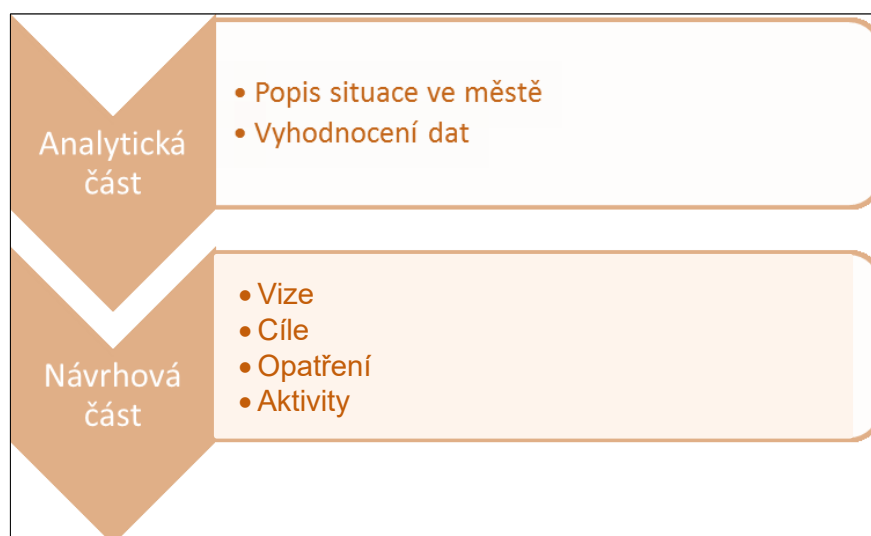 Analytická
část
• Popis situace ve městě
• Vyhodnocení dat
Návrhová
část
• Vize
• Cíle
• Opatření
• Aktivity